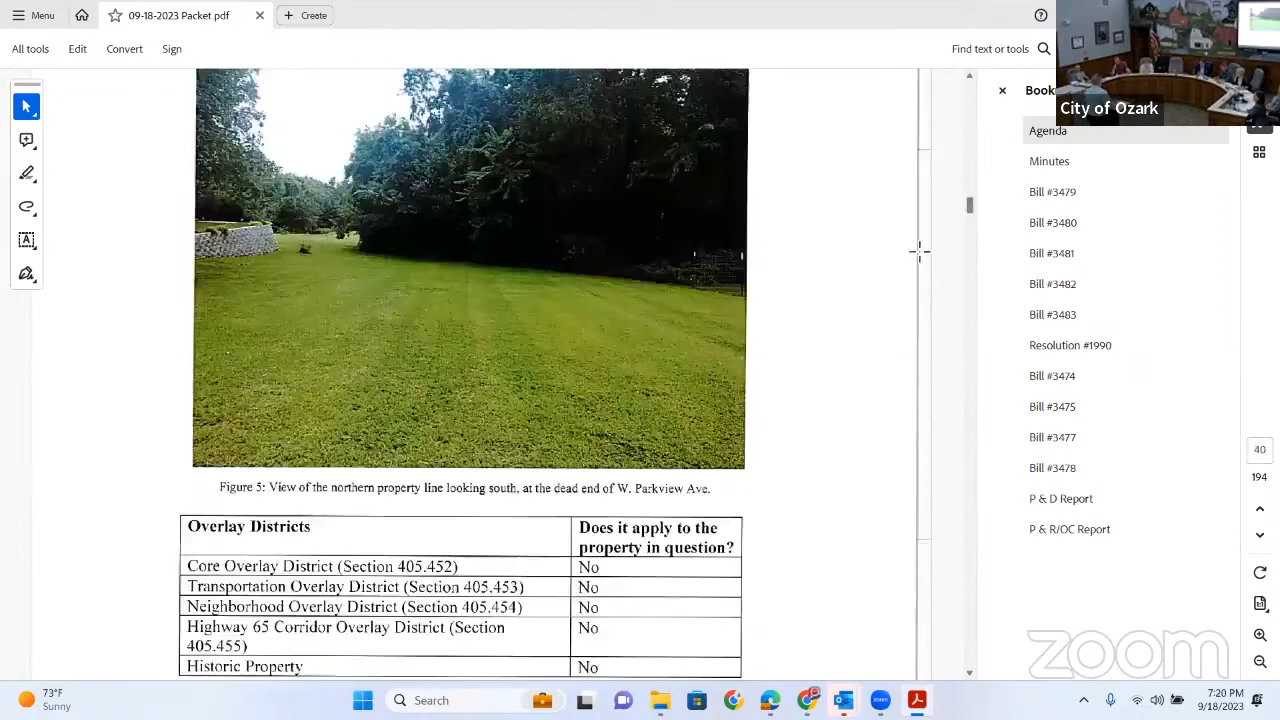 Menu
09-18-2023 Packet.pdf
Create
All tools
Edit
Convert
Sign
Find text or tools
City of Ozark
Agenda
Minutes
Bill #3479
Bill #3480
Bill #3481
Bill #3482
Bill #3483
Resolution #1990
Bill #3474
Bill #3475
Bill #3477
Bill #3478
P & D Report
P & R/OC Report
40
194
Figure 5: View of the northern property line looking south, at the dead end of W. Parkview Ave.
Overlay Districts
Does it apply to the
property in question?
Core Overlay District (Section 405.452)
No
Transportation Overlay District (Section 405.453)
No
Neighborhood Overlay District (Section 405.454)
No
Highway 65 Corridor Overlay District (Section
405.455)
No
Historic Property
No
zoom
73°F
Sunny
Search
7:20 PM
9/18/2023